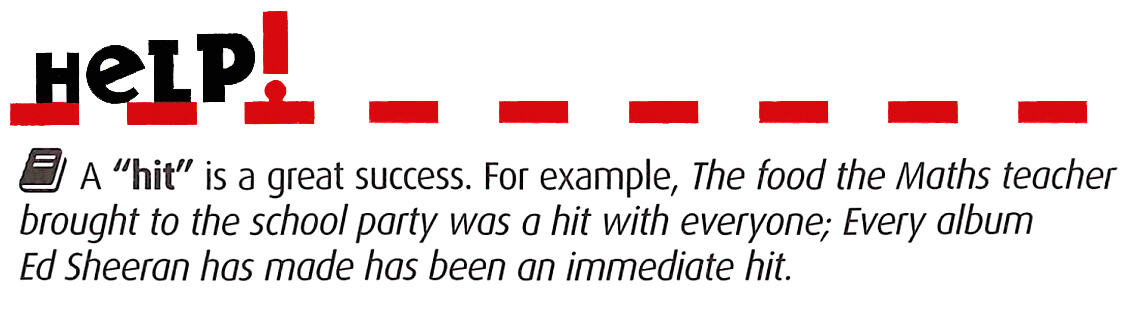 HeLP!
A “hit” is a great success. For example, The food the Maths teacher
brought to the school party was a hit with everyone; Every album
Ed Sheeran has made has been an immediate hit.